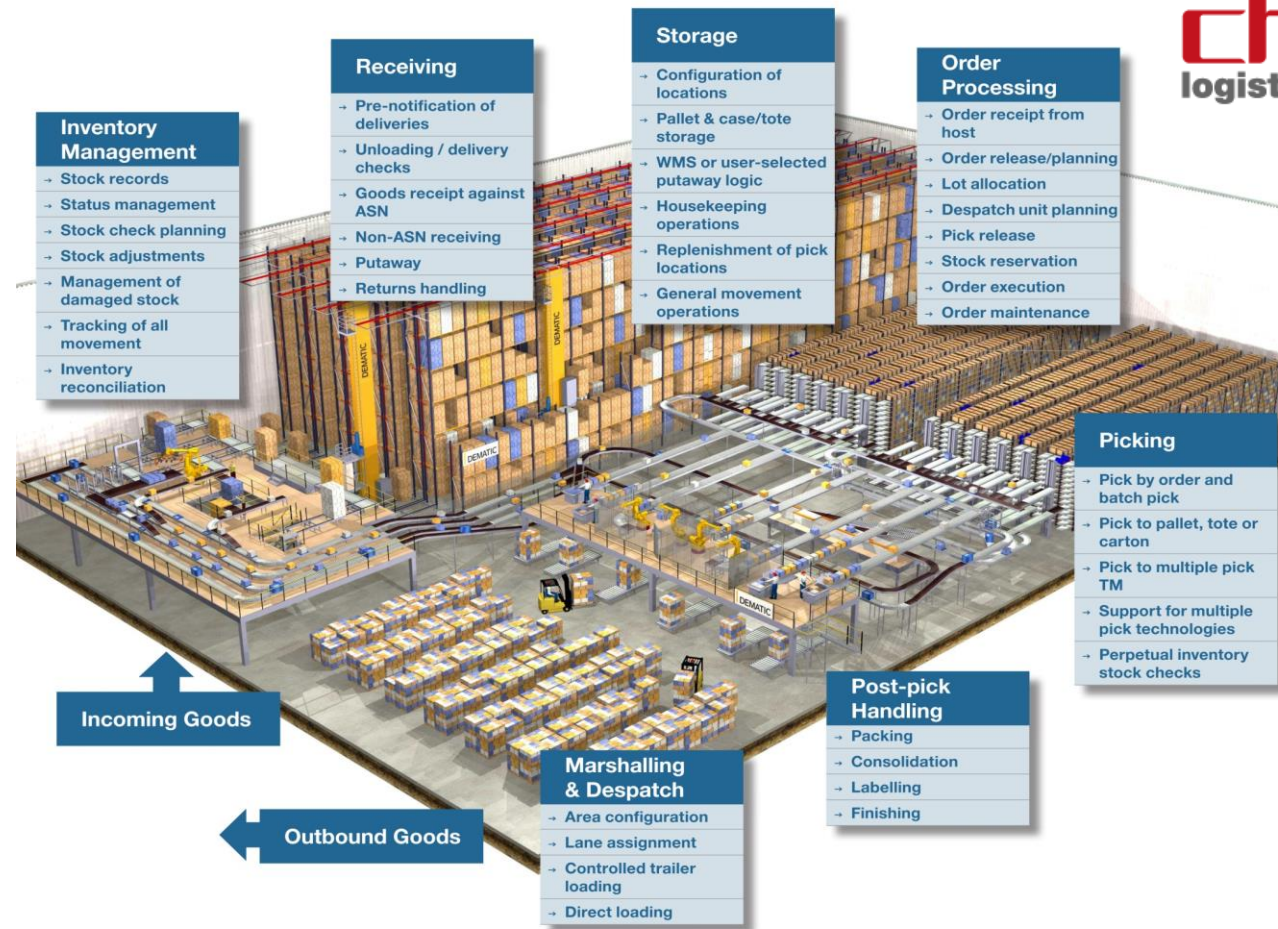 ch
logist
Storage
→ Configuration of
locations
→ Pallet & case/tote
storage
→ WMS or user-selected
putaway logic
→ Housekeeping
operations
→ Replenishment of pick
locations
→ General movement
operations
Receiving
→ Pre-notification of
deliveries
→ Unloading / delivery
checks
→ Goods receipt against
ASN
→ Non-ASN receiving
→ Putaway
→ Returns handling
Order
Processing
→ Order receipt from
host
→ Order release/planning
→ Lot allocation
→ Despatch unit planning
→ Pick release
→ Stock reservation
→ Order execution
→ Order maintenance
Inventory
Management
→ Stock records
→ Status management
→ Stock check planning
→ Stock adjustments
→ Management of
damaged stock
→ Tracking of all
movement
→ Inventory
reconciliation
DEMATIC
DEMATIC
DEMATIC
DEMATIC
Picking
→ Pick by order and
batch pick
→ Pick to pallet, tote or
carton
→ Pick to multiple pick
TM
→ Support for multiple
pick technologies
→ Perpetual inventory
stock checks
Incoming Goods
Post-pick
Handling
→ Packing
→ Consolidation
→ Labelling
→ Finishing
Marshalling
& Despatch
→ Area configuration
→ Lane assignment
→ Controlled trailer
loading
→ Direct loading
Outbound Goods